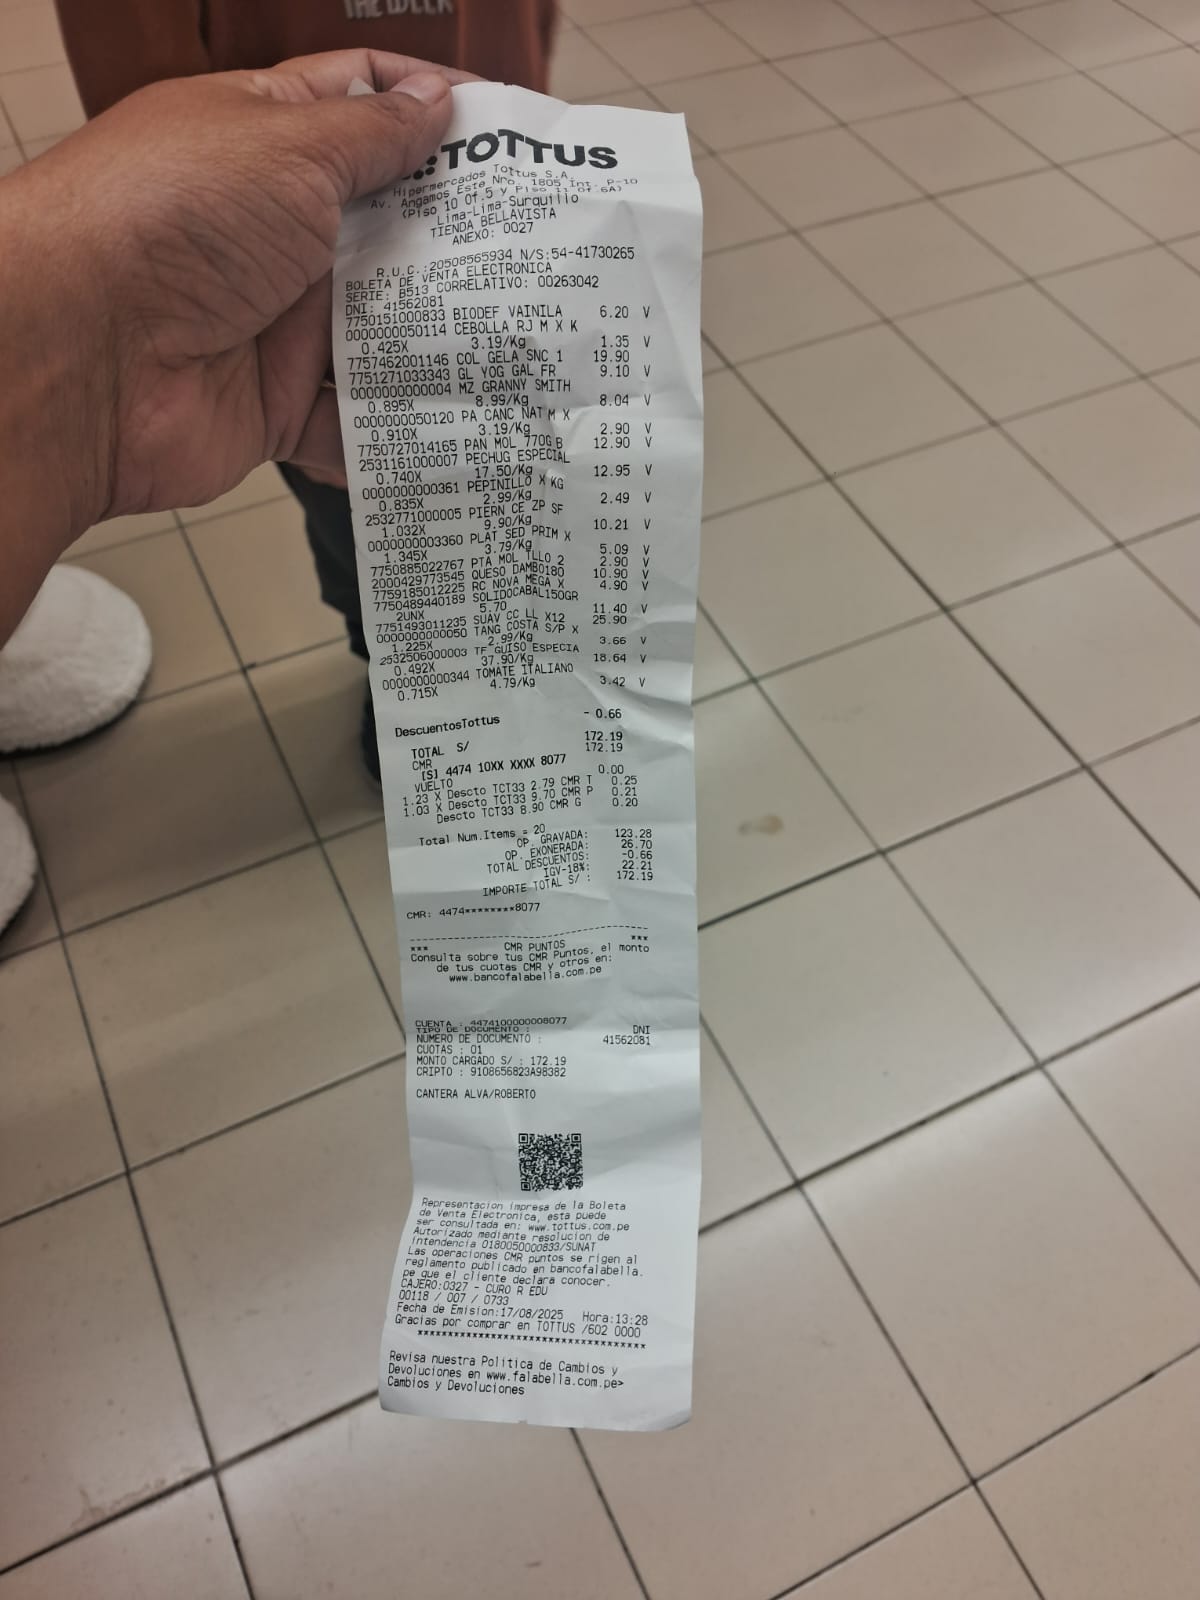 THE WEEK
TOTTUS
Hipermercados Tottus S.A.
Av. Angamos Este Nro. 1805 Int. P-10
(Piso 10 Of.5 y Piso 11 Of.6A)
Lima-Lima-Surquillo
TIENDA BELLAVISTA
ANEXO: 0027
R.U.C.:20508565934 N/S:54-41730265
BOLETA DE VENTA ELECTRONICA
SERIE: B513 CORRELATIVO: 00263042
DNI: 41562081
7750151000833 BIODEF VAINILA 6.20 V
0000000050114 CEBOLLA RJ M X K
0.425X 3.19/Kg 1.35 V
7757462001146 COL GELA SNC 1 19.90
7751271033343 GL YOG GAL FR 9.10 V
0000000000004 MZ GRANNY SMITH
0.895X 8.99/Kg 8.04 V
0000000050120 PA CANC NAT M X
0.910X 3.19/Kg 2.90 V
7750727014165 PAN MOL 770G B 12.90 V
2531161000007 PECHUG ESPECIAL
0.740X 17.50/Kg 12.95 V
0000000000361 PEPINILLO X KG
0.835X 2.99/Kg 2.49 V
2532771000005 PIERN CE ZP SF
1.032X 9.90/Kg 10.21 V
0000000003360 PLAT SED PRIM X
1.345X 3.79/Kg 5.09 V
7750885022767 PTA MOL TLLO 2 2.90 V
2000429773545 QUESO DAMBO180 10.90 V
7759185012225 RC NOVA MEGA X 4.90 V
7750489440189 SOLIDOCABAL150GR
2UNX 5.70 11.40 V
7751493011235 SUAV CC LL X12 25.90
0000000000050 TANG COSTA S/P X
1.225X 2.99/Kg 3.66 V
2532506000003 TF GUISO ESPECIA
0.492X 37.90/Kg 18.64 V
0000000000344 TOMATE ITALIANO
0.715X 4.79/Kg 3.42 V
DescuentosTottus - 0.66
TOTAL S/ 172.19
CMR 172.19
[S] 4474 10XX XXXX 8077
VUELTO 0.00
1.23 X Descto TCT33 2.79 CMR T 0.25
1.03 X Descto TCT33 9.70 CMR P 0.21
Descto TCT33 8.90 CMR G 0.20
Total Num.Items = 20
OP. GRAVADA: 123.28
OP. EXONERADA: 26.70
TOTAL DESCUENTOS: -0.66
IGV-18%: 22.21
IMPORTE TOTAL S/ : 172.19
CMR: 4474********8077
*** CMR PUNTOS ***
Consulta sobre tus CMR Puntos, el monto
de tus cuotas CMR y otros en:
www.bancofalabella.com.pe
CUENTA : 4474100000008077
TIPO DE DOCUMENTO : DNI
NUMERO DE DOCUMENTO : 41562081
CUOTAS : 01
MONTO CARGADO S/ : 172.19
CRIPTO : 9108656823A98382
CANTERA ALVA/ROBERTO
Representacion impresa de la Boleta
de Venta Electronica, esta puede
ser consultada en: www.tottus.com.pe
Autorizado mediante resolucion de
intendencia 0180050000833/SUNAT
Las operaciones CMR puntos se rigen al
reglamento publicado en bancofalabella.
pe que el cliente declara conocer.
CAJERO:0327 - CURO R EDU
00118 / 007 / 0733
Fecha de Emision:17/08/2025 Hora:13:28
Gracias por comprar en TOTTUS /602 0000
*************************************
Revisa nuestra Politica de Cambios y
Devoluciones en www.falabella.com.pe>
Cambios y Devoluciones